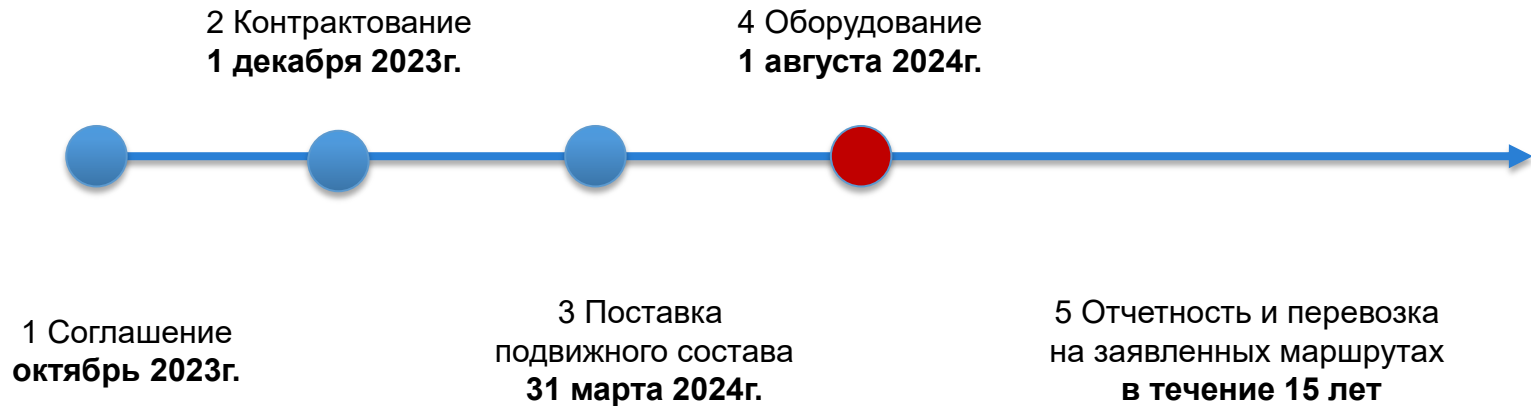 2 Контрактование
1 декабря 2023г.
4 Оборудование
1 августа 2024г.
1 Соглашение
октябрь 2023г.
3 Поставка
подвижного состава
31 марта 2024г.
5 Отчетность и перевозка
на заявленных маршрутах
в течение 15 лет